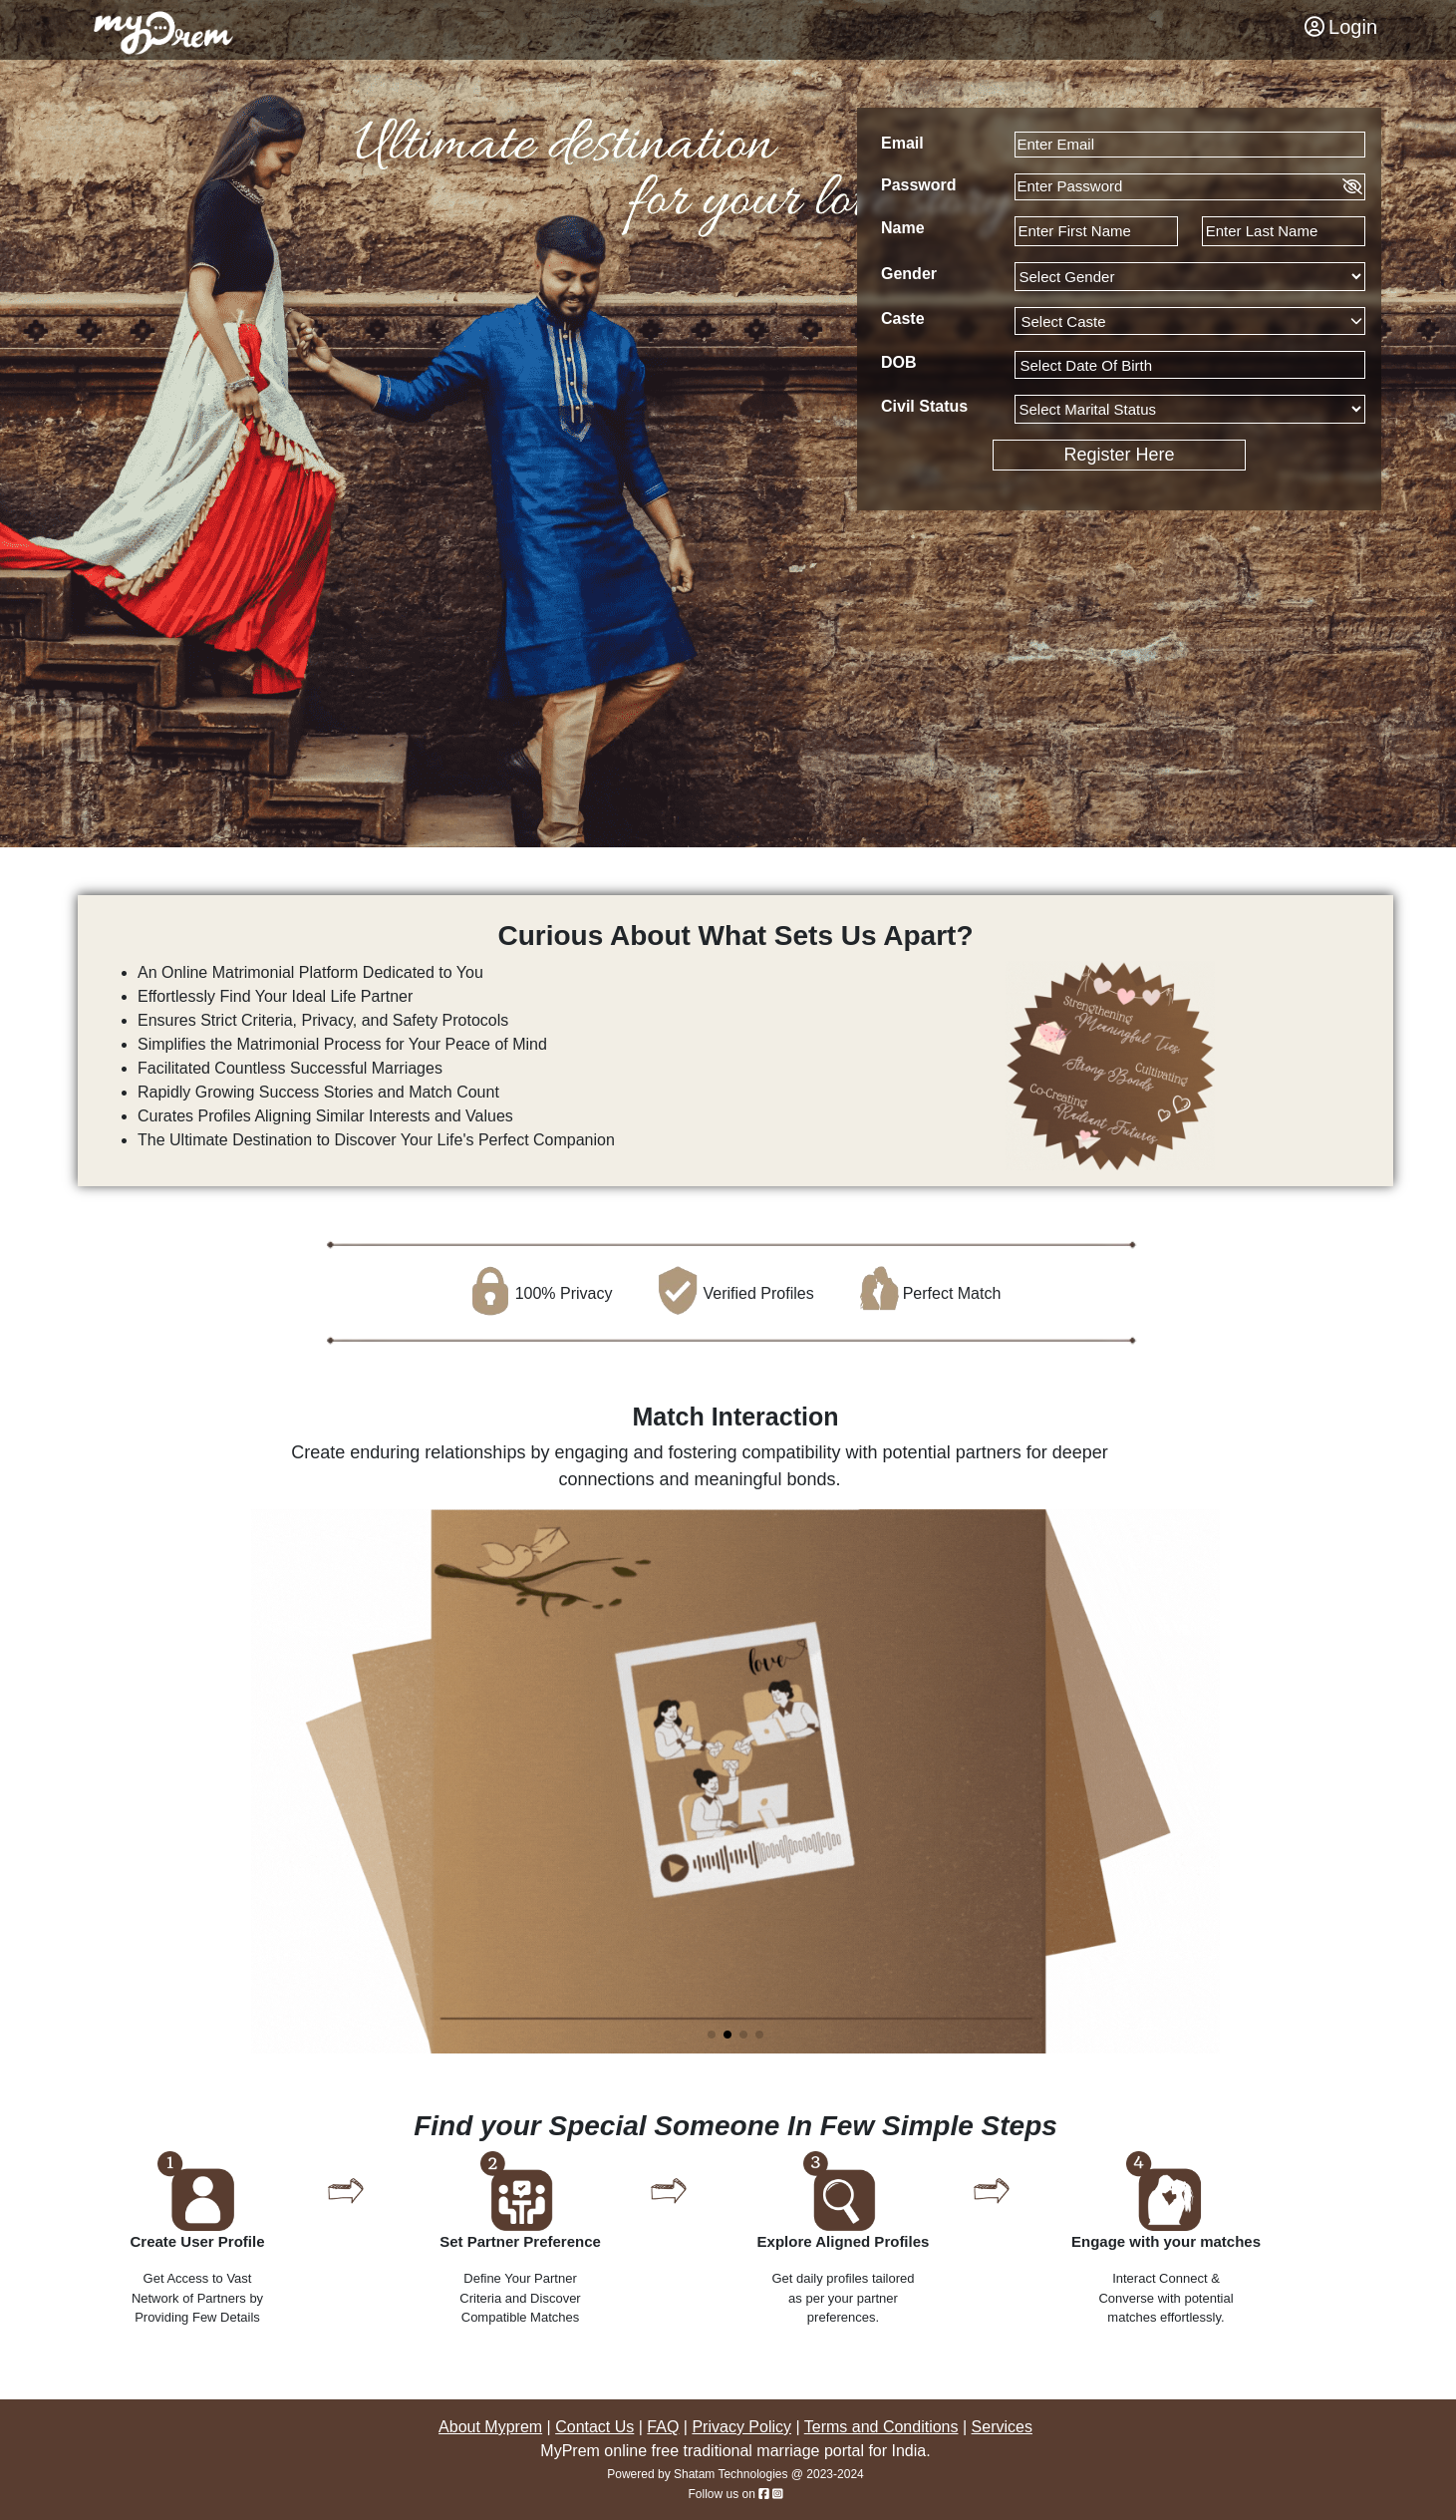 myPrem
Login
Ultimate destination
for your
Email Enter Email
Password Enter Password
Name Enter First Name Enter Last Name
Gender Select Gender
Caste Select Caste
DOB Select Date Of Birth
Civil Status Select Marital Status
Register Here
Curious About What Sets Us Apart?
An Online Matrimonial Platform Dedicated to You
Effortlessly Find Your Ideal Life Partner
Ensures Strict Criteria, Privacy, and Safety Protocols
Simplifies the Matrimonial Process for Your Peace of Mind
Facilitated Countless Successful Marriages
Rapidly Growing Success Stories and Match Count
Curates Profiles Aligning Similar Interests and Values
The Ultimate Destination to Discover Your Life's Perfect Companion
Strengthening
Meaningful Ties,
Cultivating
Strong Bonds
Co-Creating
Radiant Futures
100% Privacy Verified Profiles Perfect Match
Match Interaction
Create enduring relationships by engaging and fostering compatibility with potential partners for deeper
connections and meaningful bonds.
love
Find your Special Someone In Few Simple Steps
1
Create User Profile
Get Access to Vast
Network of Partners by
Providing Few Details
2
Set Partner Preference
Define Your Partner
Criteria and Discover
Compatible Matches
3
Explore Aligned Profiles
Get daily profiles tailored
as per your partner
preferences.
4
Engage with your matches
Interact Connect &
Converse with potential
matches effortlessly.
About Myprem | Contact Us | FAQ | Privacy Policy | Terms and Conditions | Services
MyPrem online free traditional marriage portal for India.
Powered by Shatam Technologies @ 2023-2024
Follow us on